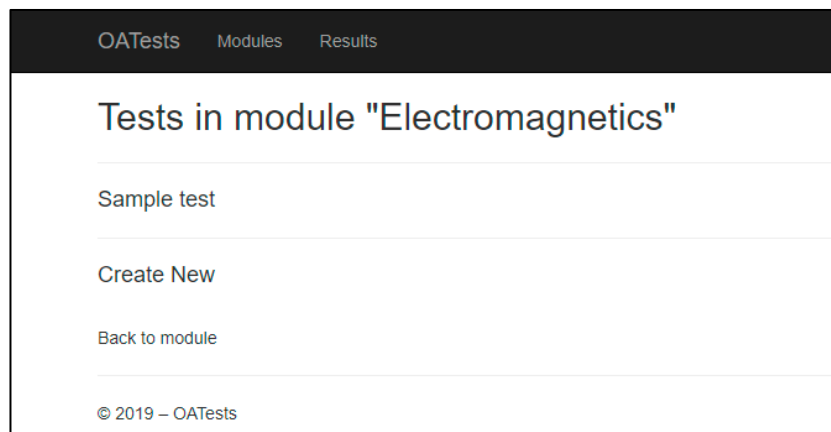 OATests Modules Results
Tests in module "Electromagnetics"
Sample test
Create New
Back to module
© 2019 – OATests